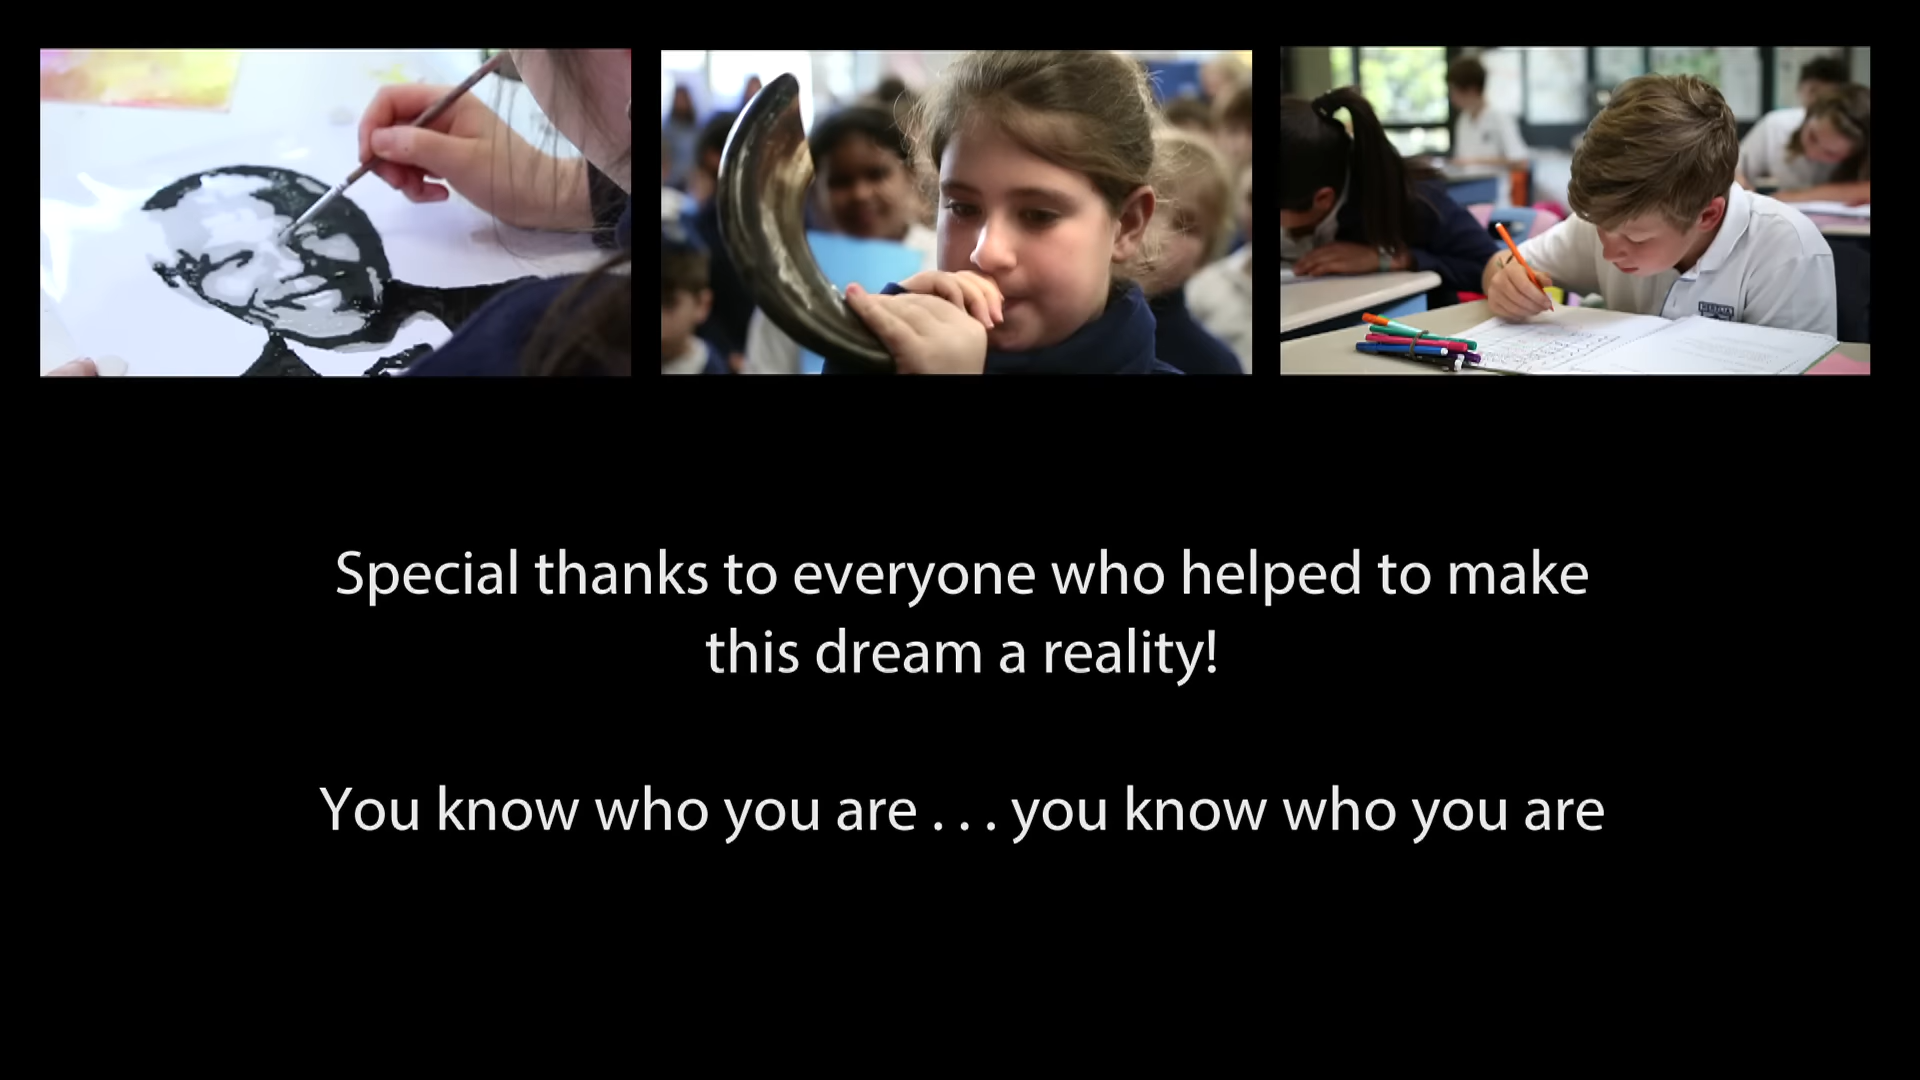 Special thanks to everyone who helped to make
this dream a reality!
You know who you are . . . you know who you are